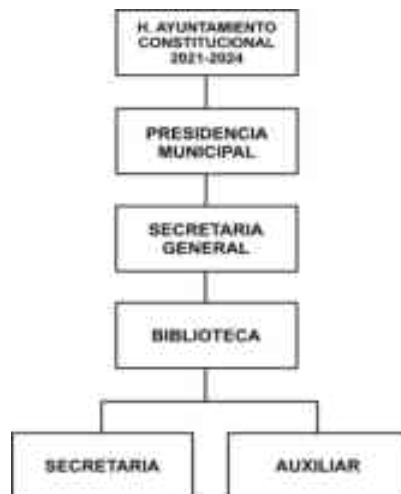 H. AYUNTAMIENTO
CONSTITUCIONAL
2021-2024
PRESIDENCIA
MUNICIPAL
SECRETARIA
GENERAL
BIBLIOTECA
SECRETARIA
AUXILIAR